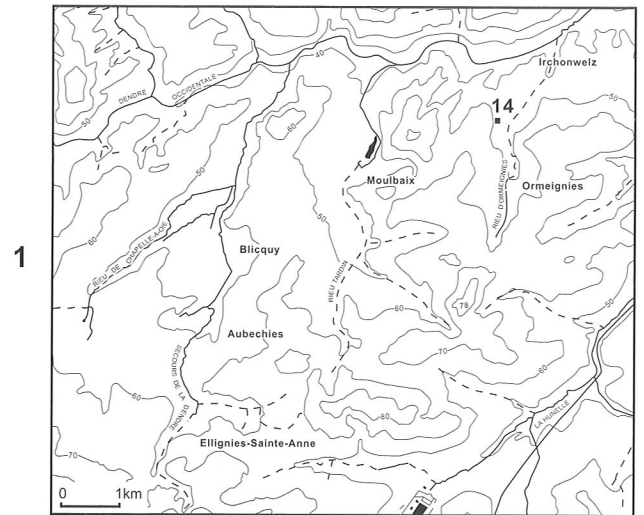 1
40
Irchonwelz
DENDRE OCCIDENTALE
14
50
50
60
50
Moulbaix
Ormeignies
RIEU D'ORMEIGNIES
60
50
RIEU DE CHAPELLE-A-OIE
Blicquy
RIEU TARDIN
60
78
50
Aubechies
70
SECOURS DE LA DENDRE
60
60
80
LA HUNELLE
Ellignies-Sainte-Anne
70
0 1km